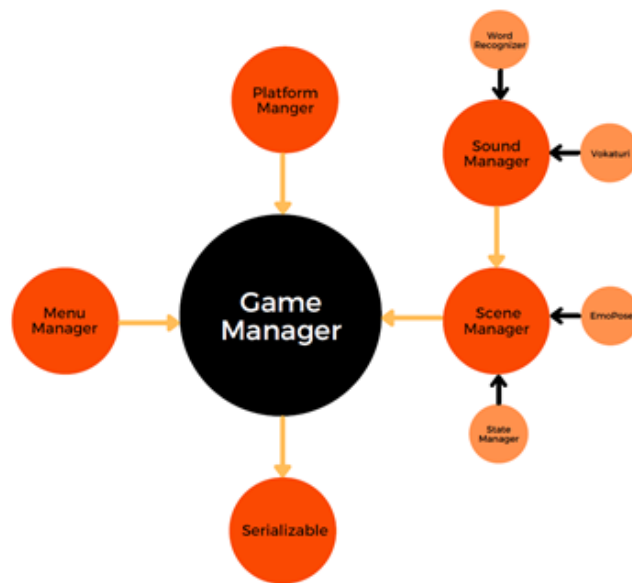 Word
Recognizer
Platform
Manger
Sound
Manager
Vokaturi
Game
Manager
Menu
Manager
Scene
Manager
EmoPose
State
Manager
Serializable